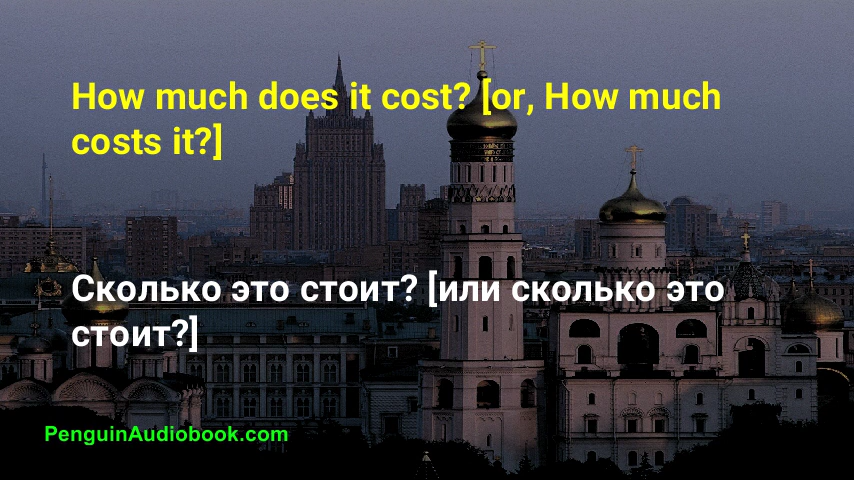 How much does it cost? [or, How much
costs it?]
Сколько это стоит? [или сколько это
стоит?]
PenguinAudiobook.com